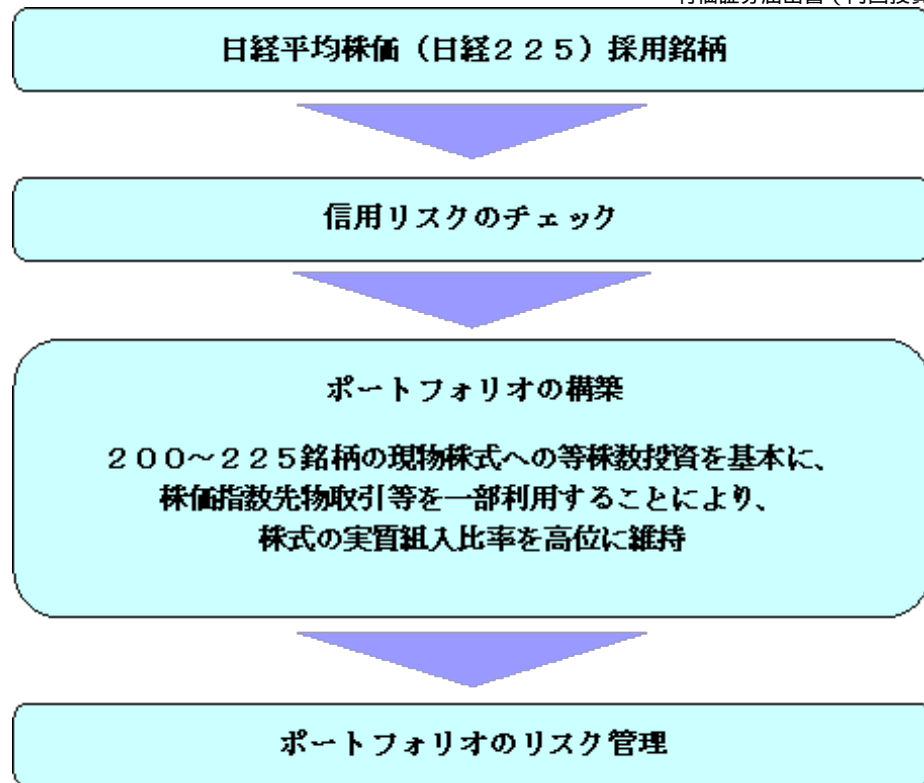 日経平均株価(日経225)採用銘柄
信用リスクのチェック
ポートフォリオの構築
200~225銘柄の現物株式への等株数投資を基本に、
株価指数先物取引等を一部利用することにより、
株式の実質組入比率を高位に維持
ポートフォリオのリスク管理